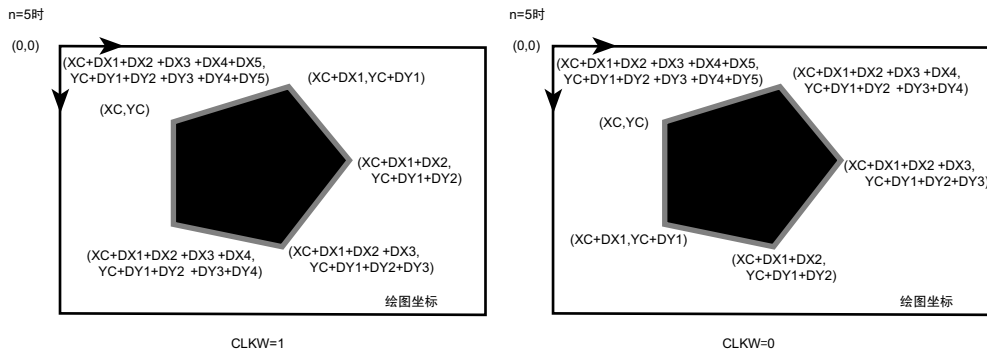 n=5时
(0,0)
(XC+DX1+DX2 +DX3 +DX4+DX5,
YC+DY1+DY2 +DY3 +DY4+DY5)
(XC+DX1,YC+DY1)
(XC,YC)
(XC+DX1+DX2,
YC+DY1+DY2)
(XC+DX1+DX2 +DX3 +DX4,
YC+DY1+DY2 +DY3+DY4)
(XC+DX1+DX2 +DX3,
YC+DY1+DY2+DY3)
绘图坐标
CLKW=1
n=5时
(0,0)
(XC+DX1+DX2 +DX3 +DX4+DX5,
YC+DY1+DY2 +DY3 +DY4+DY5)
(XC+DX1+DX2 +DX3 +DX4,
YC+DY1+DY2 +DY3+DY4)
(XC,YC)
(XC+DX1+DX2 +DX3,
YC+DY1+DY2+DY3)
(XC+DX1,YC+DY1)
(XC+DX1+DX2,
YC+DY1+DY2)
绘图坐标
CLKW=0